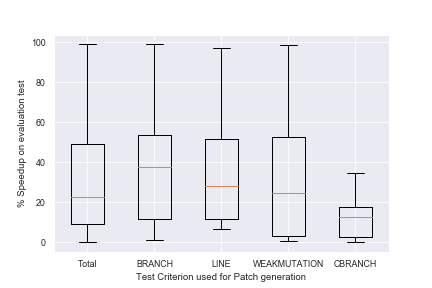 100
80
60
40
20
0
% Speedup on evaluation test
Total BRANCH LINE WEAKMUTATION CBRANCH
Test Criterion used for Patch generation